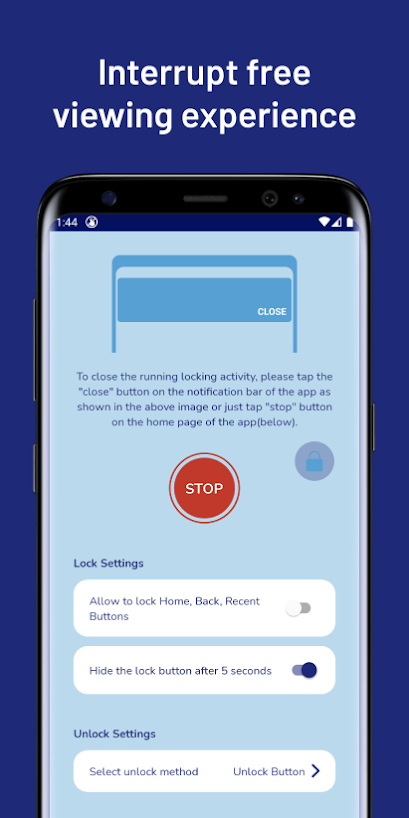 Interrupt free
viewing experience
1:44
CLOSE
To close the running locking activity, please tap the
"close" button on the notification bar of the app as
shown in the above image or just tap "stop" button
on the home page of the app(below).
STOP
Lock Settings
Allow to lock Home, Back, Recent
Buttons
Hide the lock button after 5 seconds
Unlock Settings
Select unlock method Unlock Button